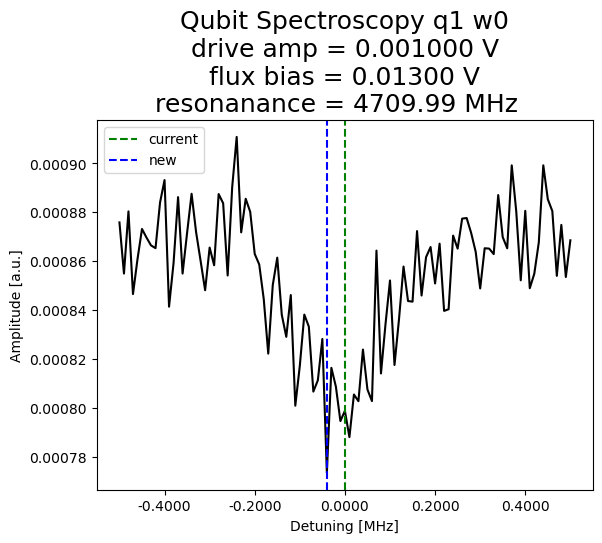 Qubit Spectroscopy q1 w0
drive amp = 0.001000 V
flux bias = 0.01300 V
resonanance = 4709.99 MHz
current
new
0.00090
0.00088
0.00086
0.00084
0.00082
0.00080
0.00078
Amplitude [a.u.]
-0.4000 -0.2000 0.0000 0.2000 0.4000
Detuning [MHz]